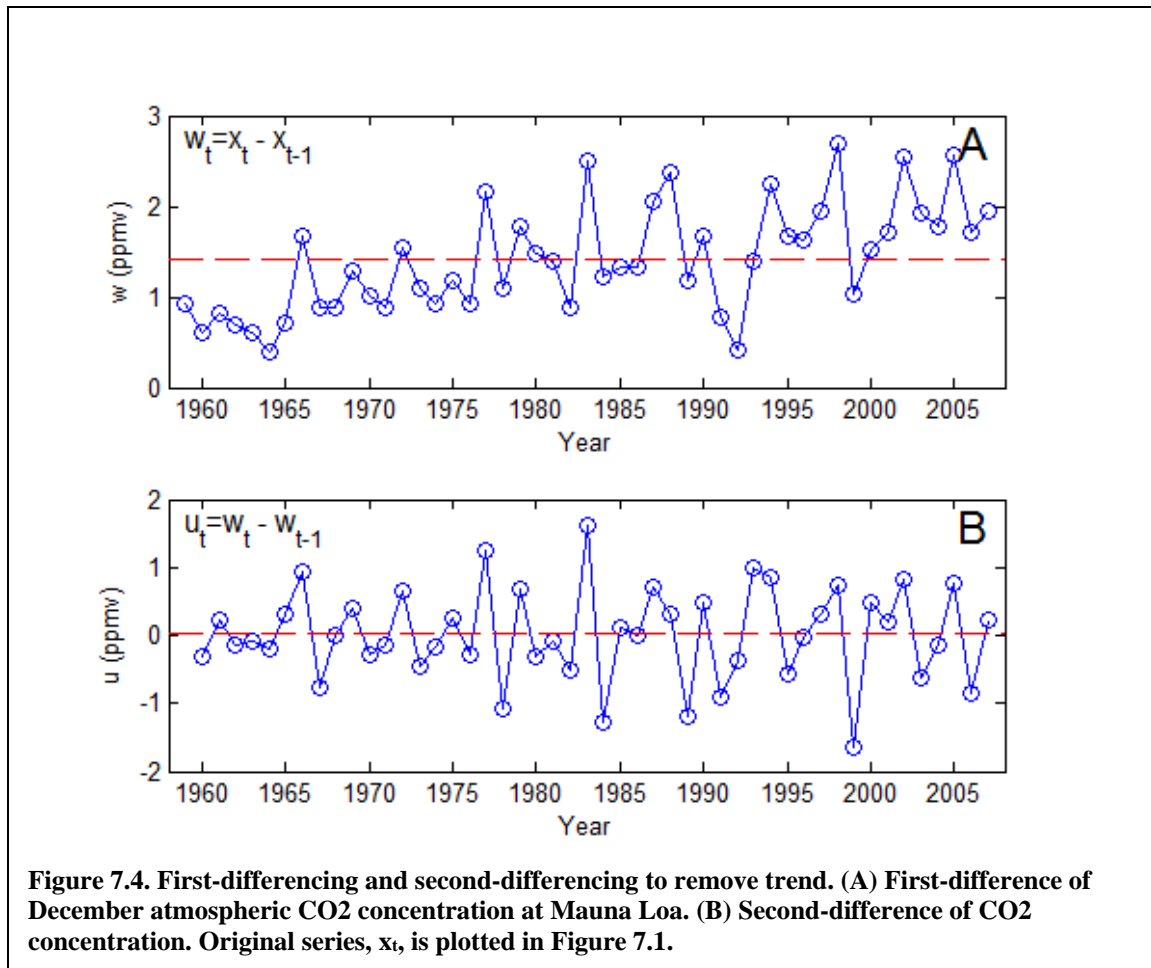 w_t=x_t - x_{t-1}
A
3
2
1
0
w (ppmv)
1960 1965 1970 1975 1980 1985 1990 1995 2000 2005
Year
u_t=w_t - w_{t-1}
B
2
1
0
-1
-2
u (ppmv)
1960 1965 1970 1975 1980 1985 1990 1995 2000 2005
Year
Figure 7.4. First-differencing and second-differencing to remove trend. (A) First-difference of
December atmospheric CO2 concentration at Mauna Loa. (B) Second-difference of CO2
concentration. Original series, x_t, is plotted in Figure 7.1.